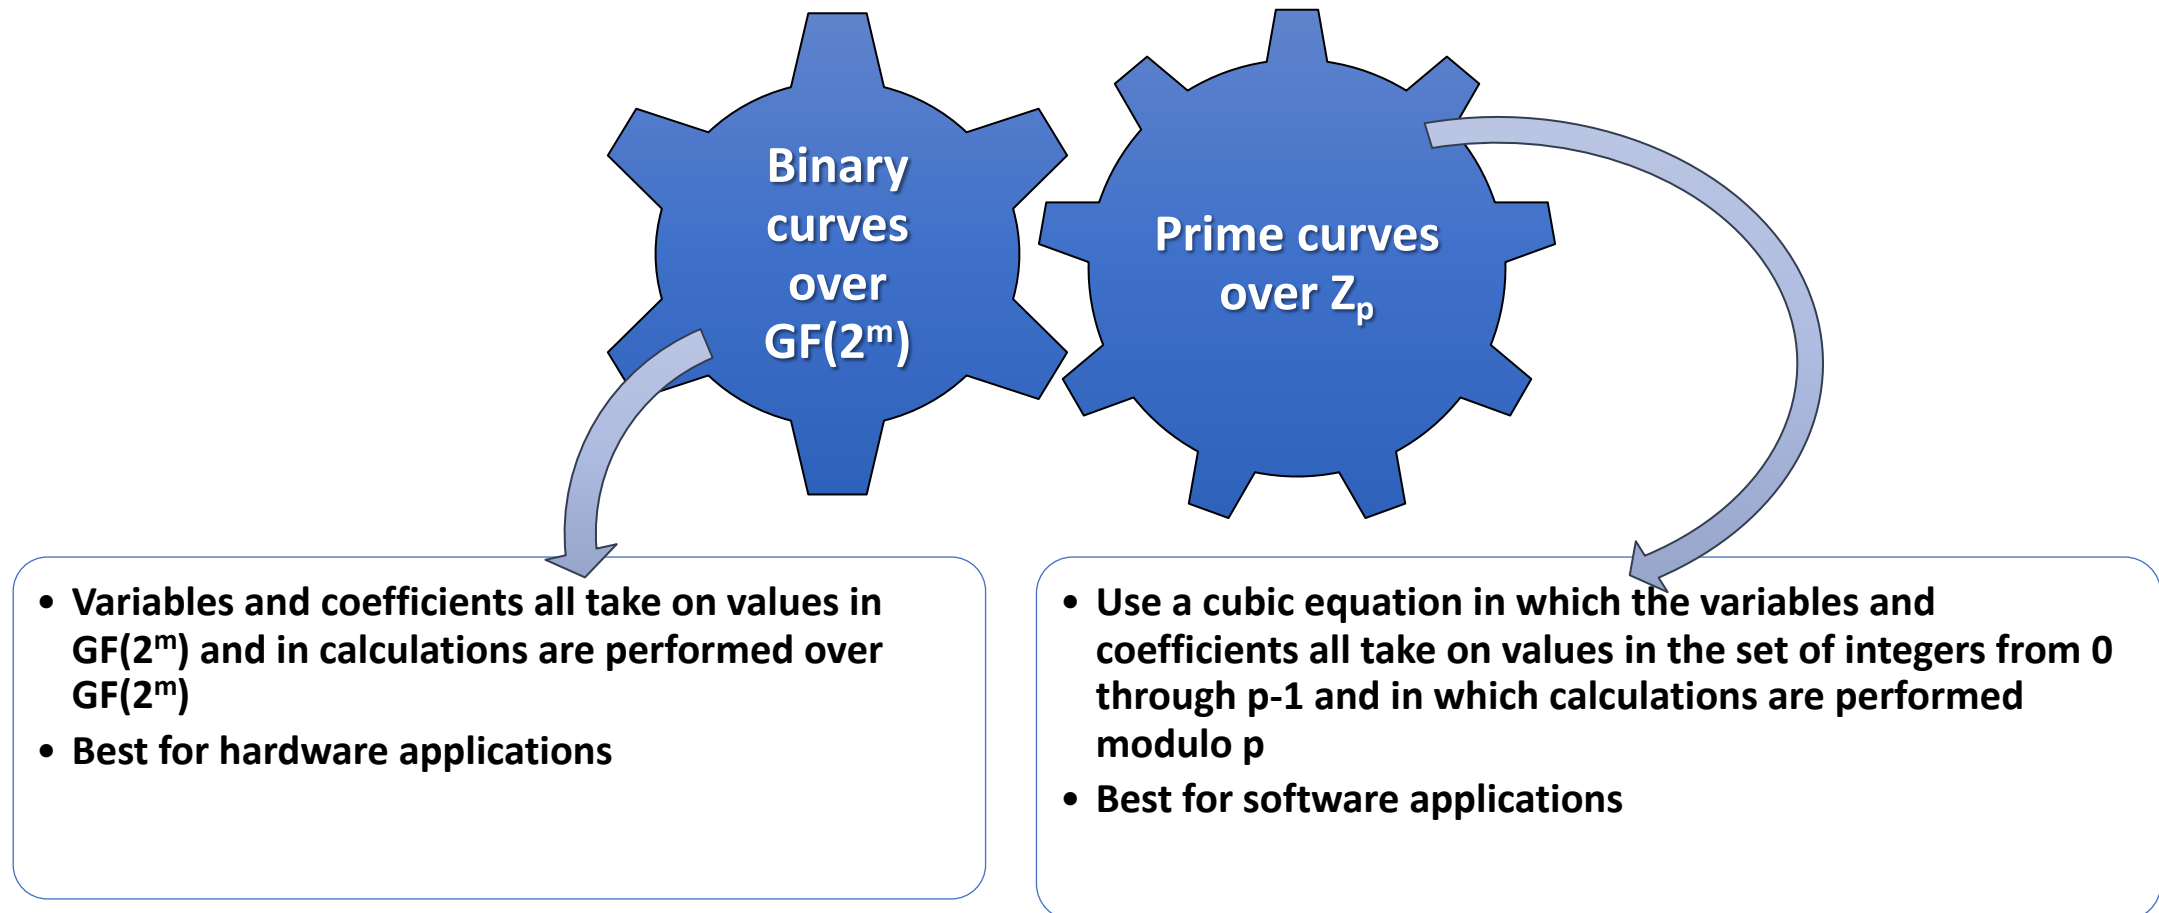 Binary
curves
over
GF(2ᵐ)
Prime curves
over Zₚ
• Variables and coefficients all take on values in
GF(2ᵐ) and in calculations are performed over
GF(2ᵐ)
• Best for hardware applications
• Use a cubic equation in which the variables and
coefficients all take on values in the set of integers from 0
through p-1 and in which calculations are performed
modulo p
• Best for software applications